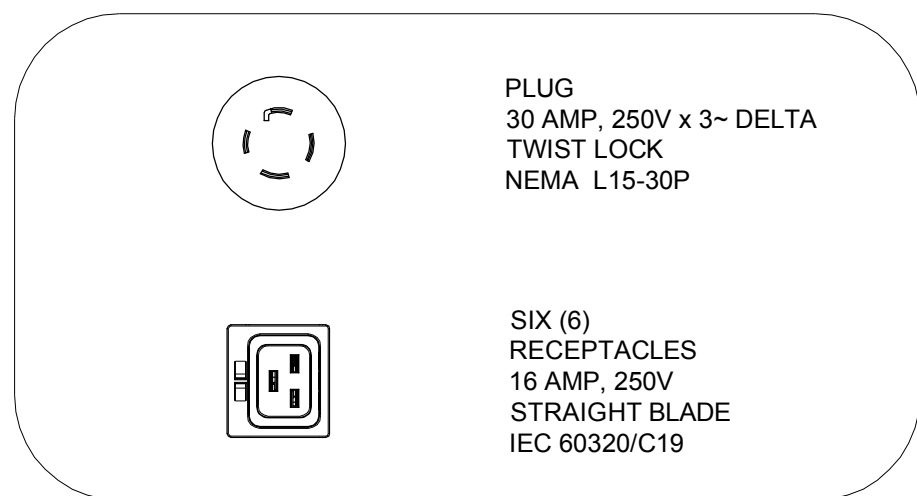 PLUG
30 AMP, 250V x 3~ DELTA
TWIST LOCK
NEMA L15-30P
SIX (6)
RECEPTACLES
16 AMP, 250V
STRAIGHT BLADE
IEC 60320/C19